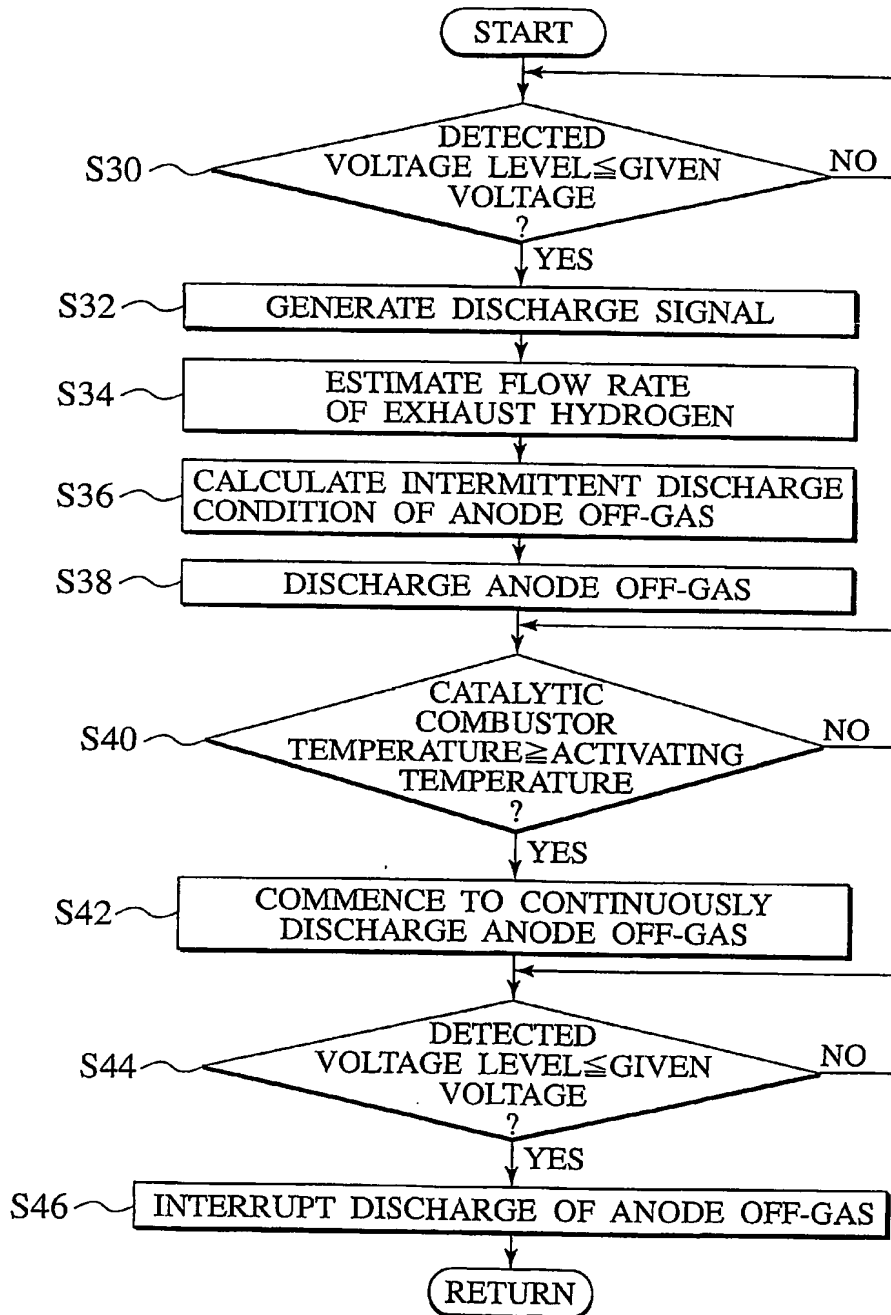 START
S30
DETECTED
VOLTAGE LEVEL≦GIVEN
VOLTAGE
?
NO
YES
S32
GENERATE DISCHARGE SIGNAL
S34
ESTIMATE FLOW RATE
OF EXHAUST HYDROGEN
S36
CALCULATE INTERMITTENT DISCHARGE
CONDITION OF ANODE OFF-GAS
S38
DISCHARGE ANODE OFF-GAS
S40
CATALYTIC
COMBUSTOR
TEMPERATURE≧ACTIVATING
TEMPERATURE
?
NO
YES
S42
COMMENCE TO CONTINUOUSLY
DISCHARGE ANODE OFF-GAS
S44
DETECTED
VOLTAGE LEVEL≦GIVEN
VOLTAGE
?
NO
YES
S46
INTERRUPT DISCHARGE OF ANODE OFF-GAS
RETURN